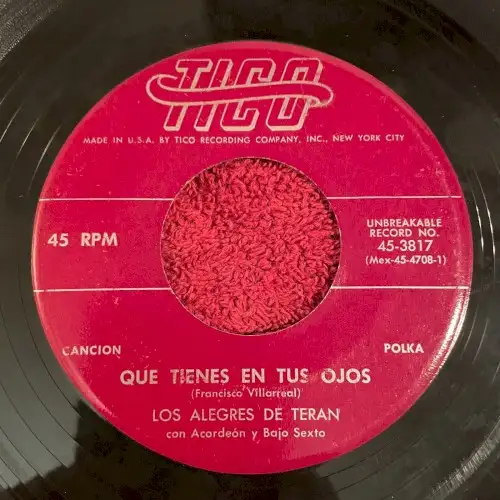 TICO
MADE IN U.S.A. BY TICO RECORDING COMPANY, INC., NEW YORK CITY
45 RPM
UNBREAKABLE
RECORD NO.
45-3817
(Mex-45-4708-1)
CANCION
POLKA
QUE TIENES EN TUS OJOS
(Francisco Villarreal)
LOS ALEGRES DE TERAN
con Acordeón y Bajo Sexto